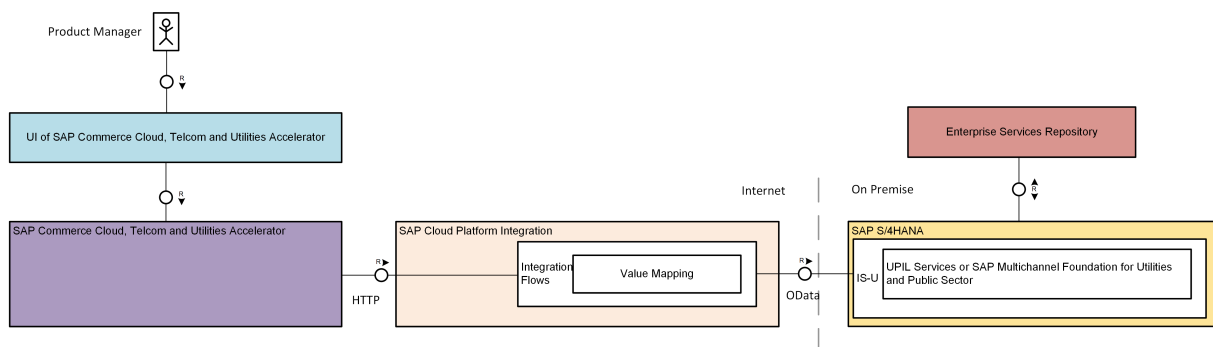 Product Manager
R
UI of SAP Commerce Cloud, Telcom and Utilities Accelerator
Enterprise Services Repository
R
R
Internet
On Premise
SAP Commerce Cloud, Telcom and Utilities Accelerator
SAP Cloud Platform Integration
SAP S/4HANA
R
HTTP
Integration
Flows
Value Mapping
R
OData
IS-U
UPIL Services or SAP Multichannel Foundation for Utilities
and Public Sector